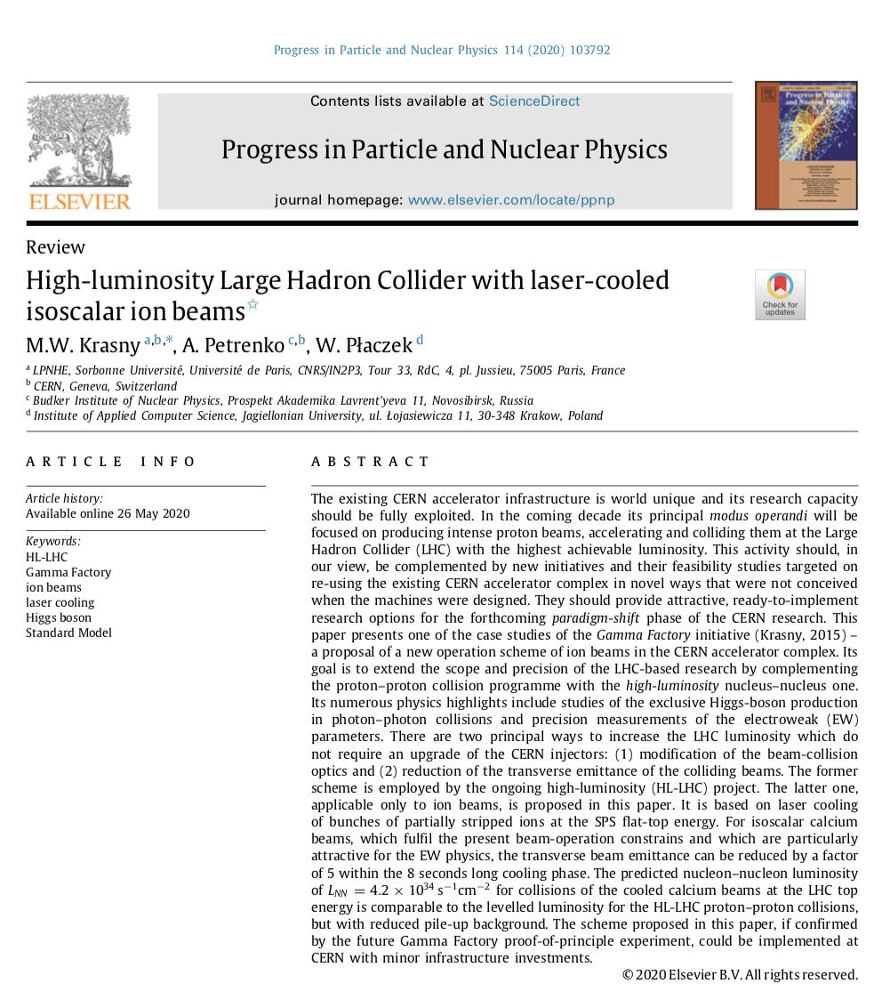 Progress in Particle and Nuclear Physics 114 (2020) 103792
Contents lists available at ScienceDirect
Progress in Particle and Nuclear Physics
journal homepage: www.elsevier.com/locate/ppnp
ELSEVIER
Progress in Particle
and Nuclear Physics
Review
High-luminosity Large Hadron Collider with laser-cooled
isoscalar ion beams☆
Check for
updates
M.W. Krasny a,b,*, A. Petrenko c,b, W. Płaczek d
a LPNHE, Sorbonne Université, Université de Paris, CNRS/IN2P3, Tour 33, RdC, 4, pl. Jussieu, 75005 Paris, France
b CERN, Geneva, Switzerland
c Budker Institute of Nuclear Physics, Prospekt Akademika Lavrent'yeva 11, Novosibirsk, Russia
d Institute of Applied Computer Science, Jagiellonian University, ul. Łojasiewicza 11, 30-348 Krakow, Poland
ARTICLE INFO
Article history:
Available online 26 May 2020
Keywords:
HL-LHC
Gamma Factory
ion beams
laser cooling
Higgs boson
Standard Model
ABSTRACT
The existing CERN accelerator infrastructure is world unique and its research capacity
should be fully exploited. In the coming decade its principal modus operandi will be
focused on producing intense proton beams, accelerating and colliding them at the Large
Hadron Collider (LHC) with the highest achievable luminosity. This activity should, in
our view, be complemented by new initiatives and their feasibility studies targeted on
re-using the existing CERN accelerator complex in novel ways that were not conceived
when the machines were designed. They should provide attractive, ready-to-implement
research options for the forthcoming paradigm-shift phase of the CERN research. This
paper presents one of the case studies of the Gamma Factory initiative (Krasny, 2015) –
a proposal of a new operation scheme of ion beams in the CERN accelerator complex. Its
goal is to extend the scope and precision of the LHC-based research by complementing
the proton–proton collision programme with the high-luminosity nucleus–nucleus one.
Its numerous physics highlights include studies of the exclusive Higgs-boson production
in photon–photon collisions and precision measurements of the electroweak (EW)
parameters. There are two principal ways to increase the LHC luminosity which do
not require an upgrade of the CERN injectors: (1) modification of the beam-collision
optics and (2) reduction of the transverse emittance of the colliding beams. The former
scheme is employed by the ongoing high-luminosity (HL-LHC) project. The latter one,
applicable only to ion beams, is proposed in this paper. It is based on laser cooling
of bunches of partially stripped ions at the SPS flat-top energy. For isoscalar calcium
beams, which fulfil the present beam-operation constrains and which are particularly
attractive for the EW physics, the transverse beam emittance can be reduced by a factor
of 5 within the 8 seconds long cooling phase. The predicted nucleon–nucleon luminosity
of L_NN = 4.2 × 10^34 s^−1cm^−2 for collisions of the cooled calcium beams at the LHC top
energy is comparable to the levelled luminosity for the HL-LHC proton–proton collisions,
but with reduced pile-up background. The scheme proposed in this paper, if confirmed
by the future Gamma Factory proof-of-principle experiment, could be implemented at
CERN with minor infrastructure investments.
© 2020 Elsevier B.V. All rights reserved.